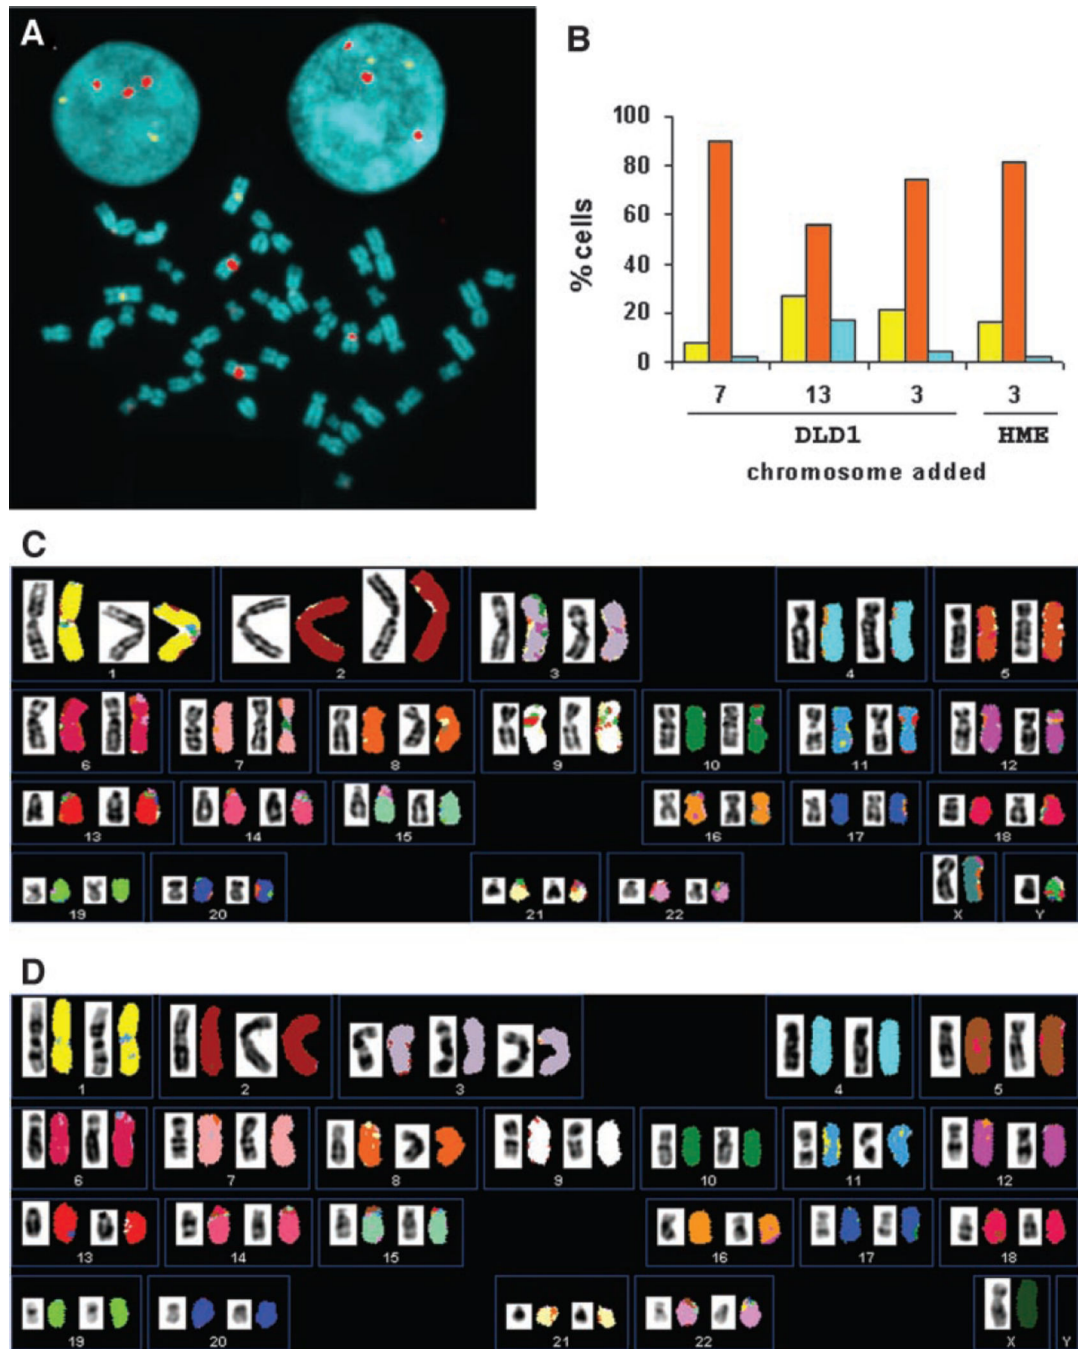 A
B
100
80
60
40
20
0
% cells
7 13 3 3
DLD1 HME
chromosome added
C
1 2 3 4 5
6 7 8 9 10 11 12
13 14 15 16 17 18
19 20 21 22 X Y
D
1 2 3 4 5
6 7 8 9 10 11 12
13 14 15 16 17 18
19 20 21 22 X Y